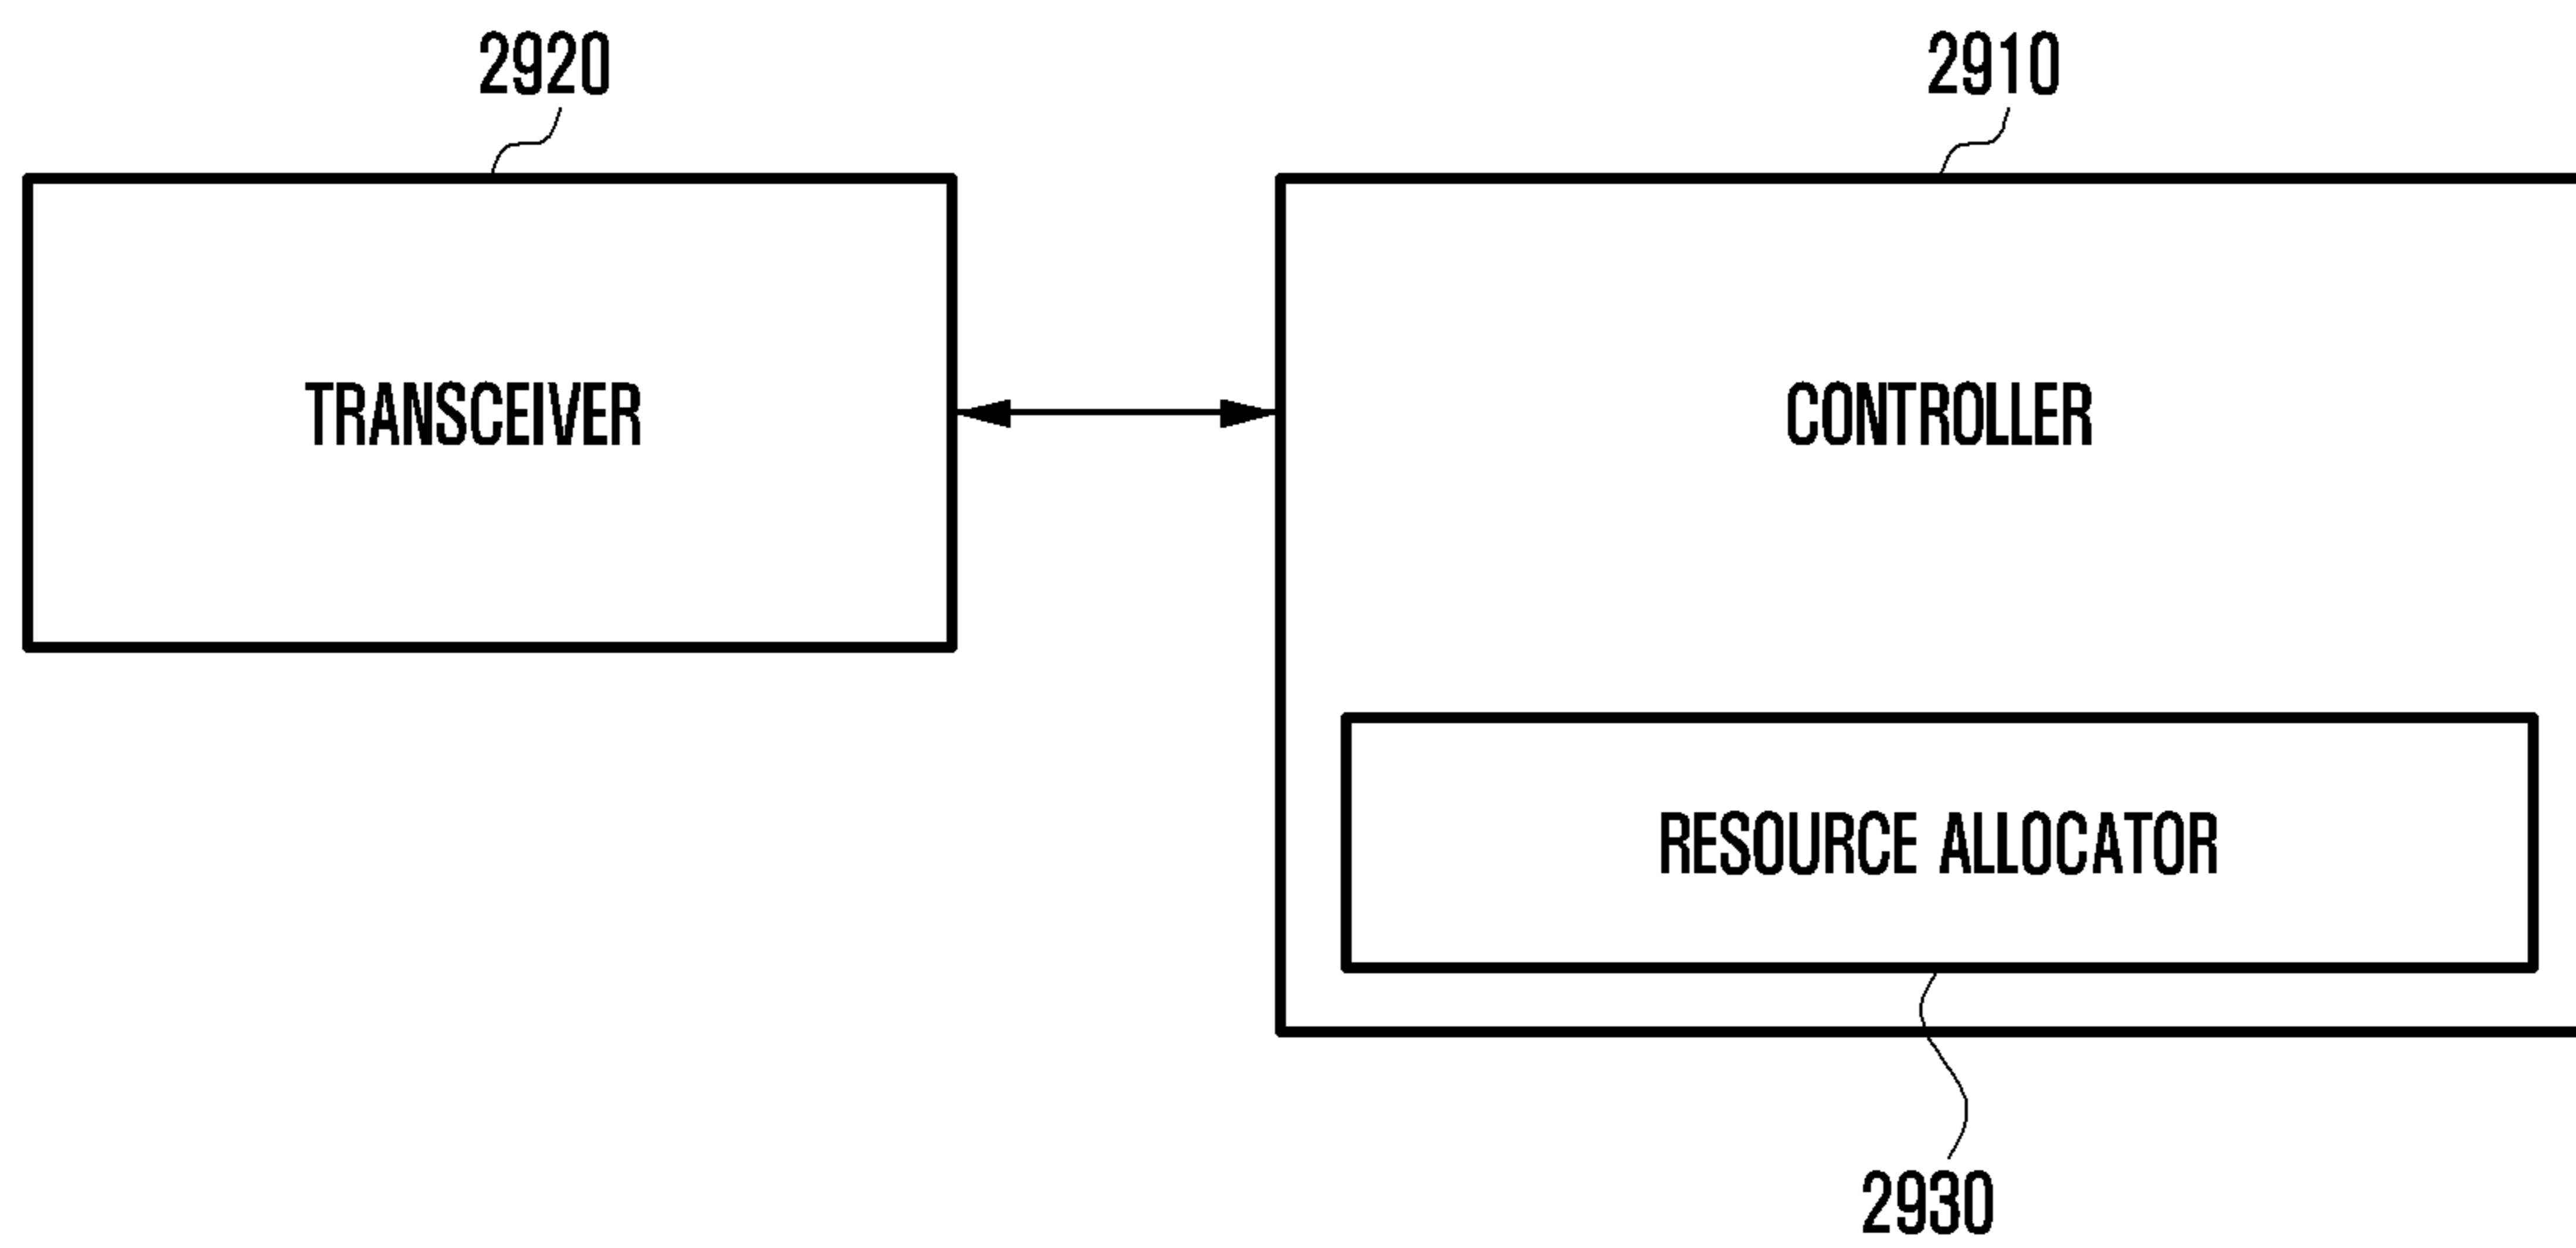 2920
2910
TRANSCEIVER
CONTROLLER
RESOURCE ALLOCATOR
2930